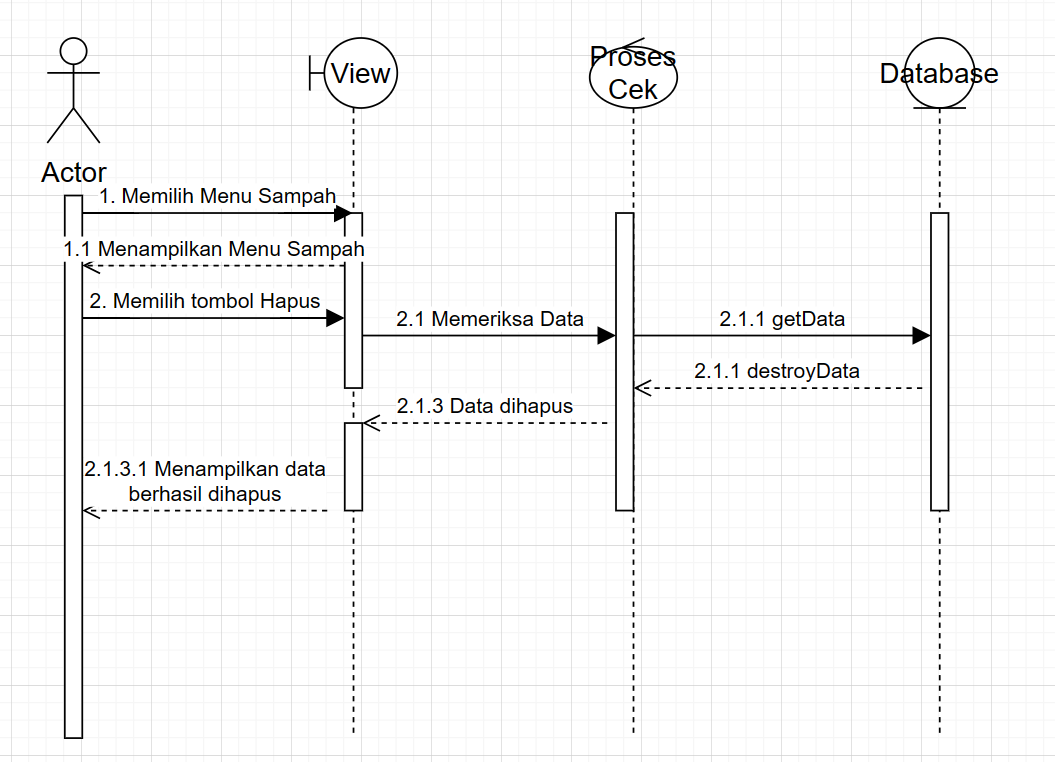 View
Proses
Cek
Database
Actor
1. Memilih Menu Sampah
1.1 Menampilkan Menu Sampah
2. Memilih tombol Hapus
2.1 Memeriksa Data
2.1.1 getData
2.1.1 destroyData
2.1.3 Data dihapus
2.1.3.1 Menampilkan data
berhasil dihapus